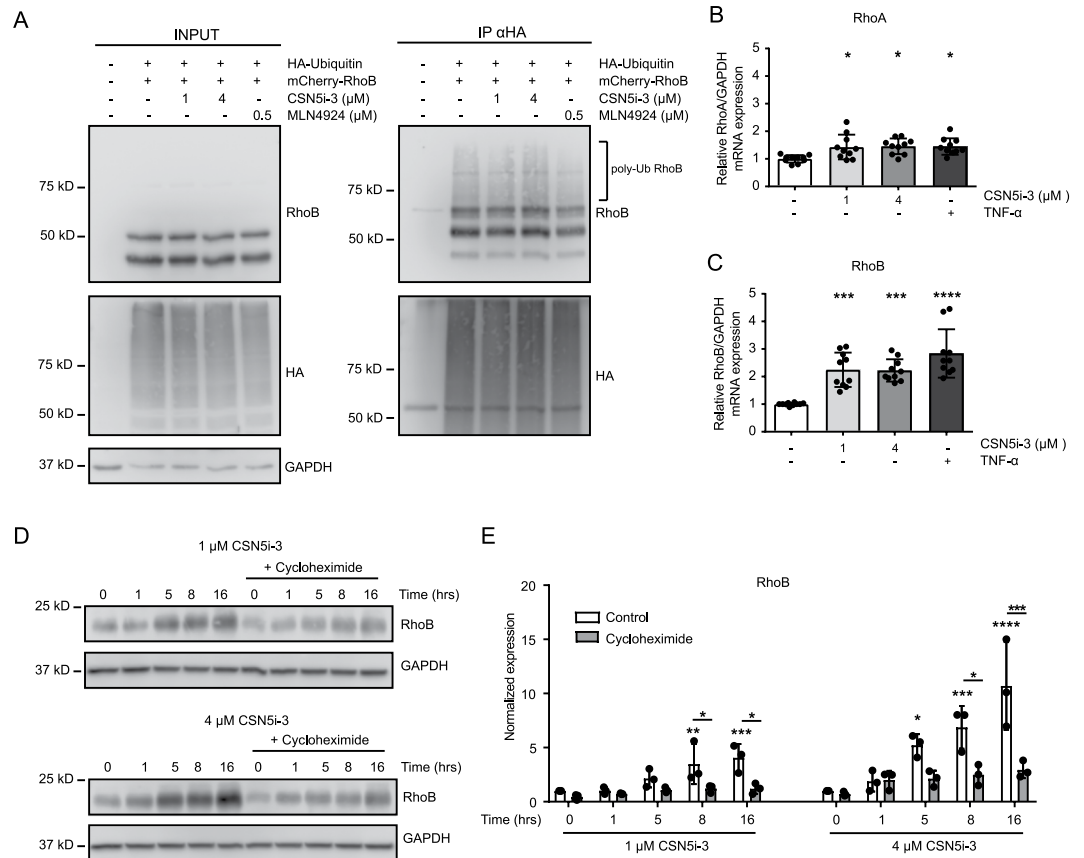 A
INPUT
- + + + + HA-Ubiquitin
- + + + + mCherry-RhoB
- - 1 4 - CSN5i-3 (µM)
- - - - 0.5 MLN4924 (µM)
75 kD
50 kD
RhoB
75 kD
50 kD
HA
37 kD
GAPDH
IP αHA
- + + + + HA-Ubiquitin
- + + + + mCherry-RhoB
- - 1 4 - CSN5i-3 (µM)
- - - - 0.5 MLN4924 (µM)
poly-Ub RhoB
75 kD
RhoB
50 kD
75 kD
HA
50 kD
B
RhoA
Relative RhoA/GAPDH
mRNA expression
5
4
3
2
1
0
* * *
- 1 4 - CSN5i-3 (µM )
- - - + TNF-α
C
RhoB
Relative RhoB/GAPDH
mRNA expression
5
4
3
2
1
0
*** *** ****
- 1 4 - CSN5i-3 (µM)
- - - + TNF-α
D
1 µM CSN5i-3
+ Cycloheximide
0 1 5 8 16 0 1 5 8 16 Time (hrs)
25 kD
RhoB
37 kD
GAPDH
4 µM CSN5i-3
+ Cycloheximide
0 1 5 8 16 0 1 5 8 16 Time (hrs)
25 kD
RhoB
37 kD
GAPDH
E
RhoB
Normalized expression
20
15
10
5
0
Control
Cycloheximide
** * *** *
* *** * **** ***
Time (hrs) 0 1 5 8 16 0 1 5 8 16
1 µM CSN5i-3
4 µM CSN5i-3